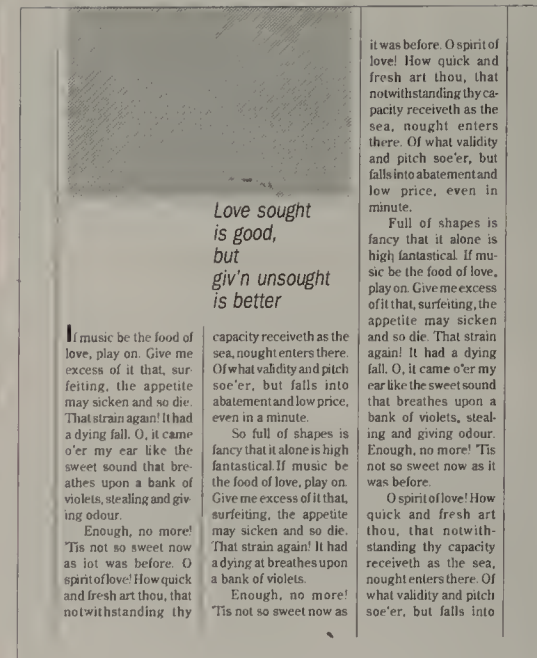 Love sought
is good,
but
giv'n unsought
is better
If music be the food of
love, play on. Give me
excess of it that, sur-
feiting, the appetite
may sicken and so die.
That strain again! It had
a dying fall. O, it came
o'er my ear like the
sweet sound that bre-
athes upon a bank of
violets, stealing and giv-
ing odour.
Enough, no more!
'Tis not so sweet now
as iot was before. O
spirit of love! How quick
and fresh art thou, that
notwithstanding thy
capacity receiveth as the
sea, nought enters there.
Of what validity and pitch
soe'er, but falls into
abatement and low price,
even in a minute.
So full of shapes is
fancy that it alone is high
fantastical. If music be
the food of love, play on.
Give me excess of it that,
surfeiting, the appetite
may sicken and so die.
That strain again! It had
a dying at breathes upon
a bank of violets.
Enough, no more!
'Tis not so sweet now as
it was before. O spirit of
love! How quick and
fresh art thou, that
notwithstanding thy ca-
pacity receiveth as the
sea, nought enters
there. Of what validity
and pitch soe'er, but
falls into abatement and
low price, even in
minute.
Full of shapes is
fancy that it alone is
high fantastical. If mu-
sic be the food of love,
play on. Give me excess
of it that, surfeiting, the
appetite may sicken
and so die. That strain
again! It had a dying
fall. O, it came o'er my
ear like the sweet sound
that breathes upon a
bank of violets, steal-
ing and giving odour.
Enough, no more! 'Tis
not so sweet now as it
was before.
O spirit of love! How
quick and fresh art
thou, that notwith-
standing thy capacity
receiveth as the sea,
nought enters there. Of
what validity and pitch
soe'er, but falls into